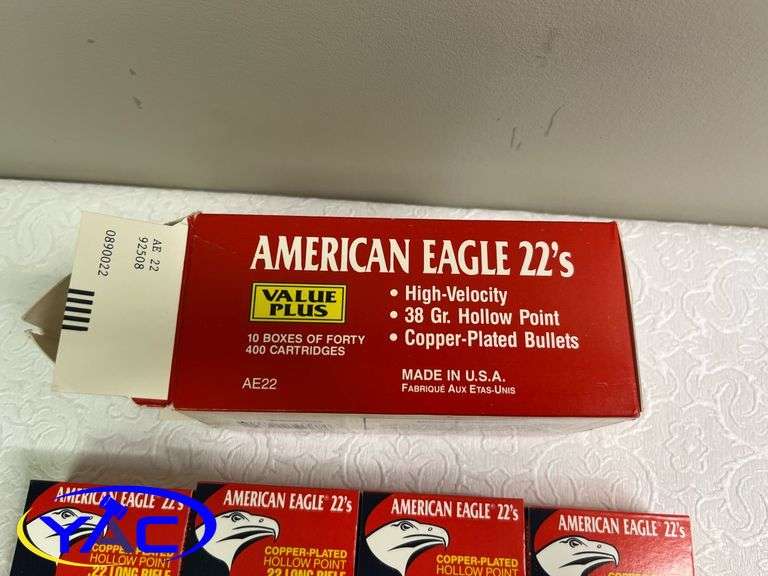 AE 22
92508
0890022
AMERICAN EAGLE 22's
VALUE
PLUS
• High-Velocity
• 38 Gr. Hollow Point
• Copper-Plated Bullets
10 BOXES OF FORTY
400 CARTRIDGES
AE22
MADE IN U.S.A.
FABRIQUÉ AUX ETAS-UNIS
AMERICAN EAGLE® 22's
COPPER-PLATED
HOLLOW POINT
.22 LONG RIFLE
YAC
AMERICAN EAGLE® 22's
COPPER-PLATED
HOLLOW POINT
.22 LONG RIFLE
AMERICAN EAGLE® 22's
COPPER-PLATED
HOLLOW POINT
AMERICAN EAGLE® 22's
COPPER-PLATED